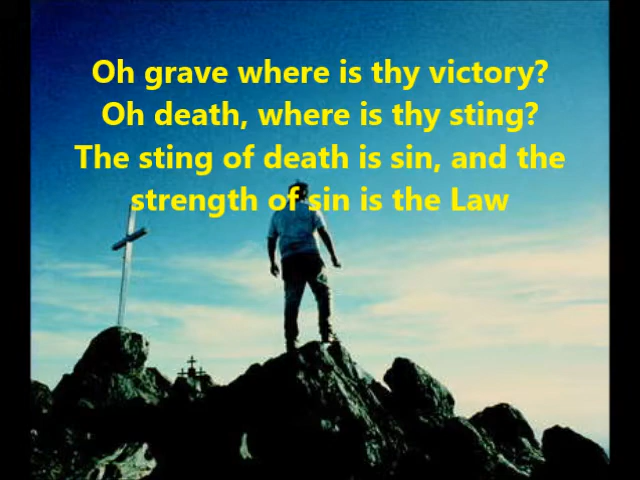 Oh grave where is thy victory?
Oh death, where is thy sting?
The sting of death is sin, and the
strength of sin is the Law